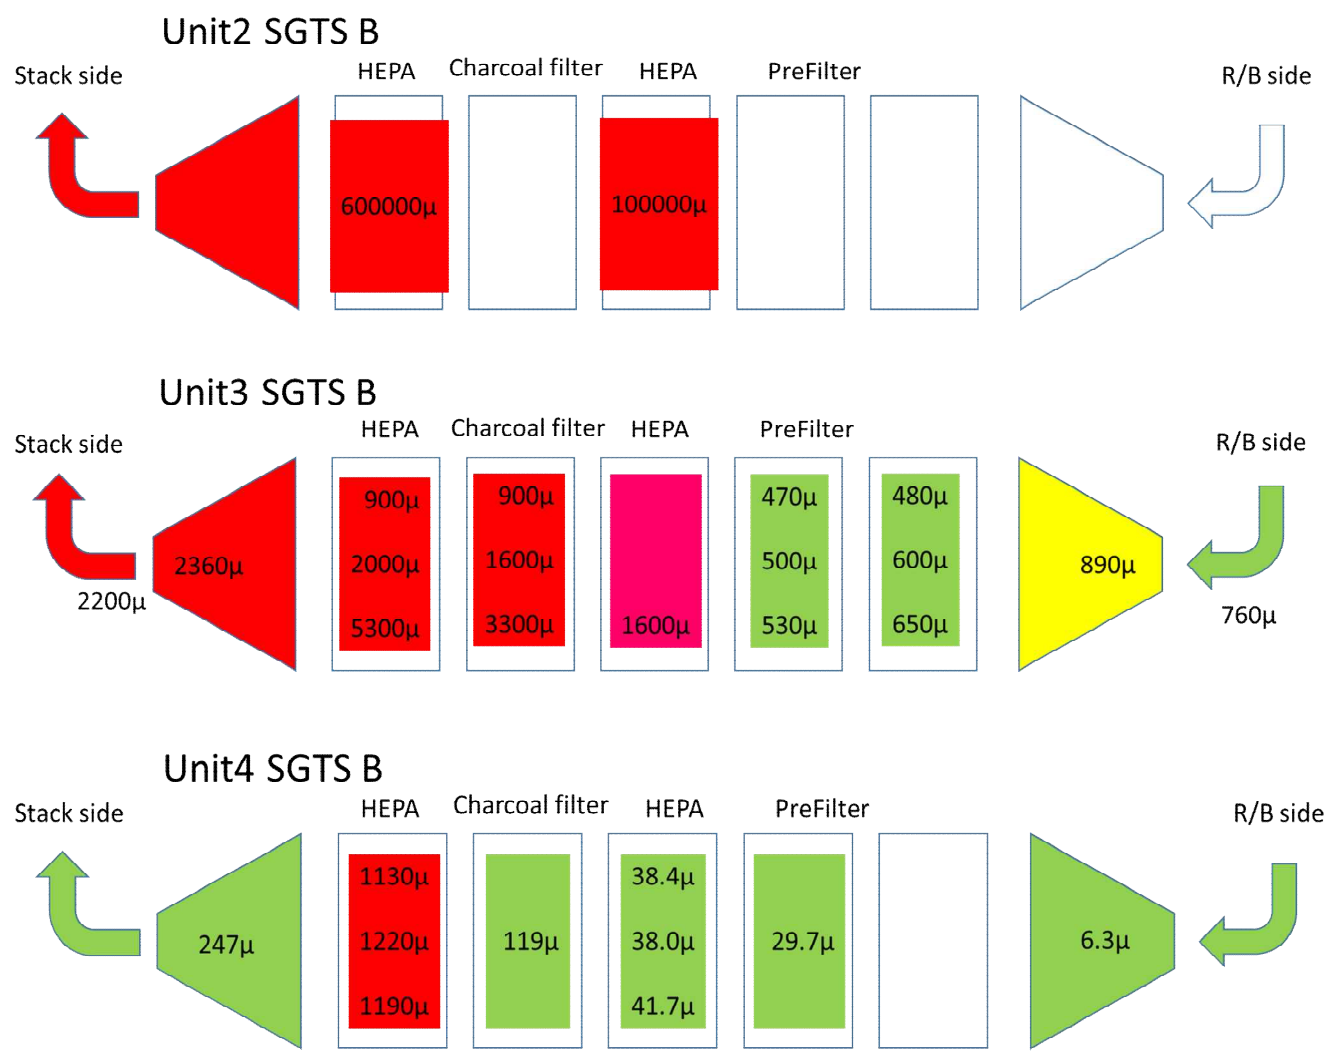 Unit2 SGTS B
Stack side
HEPA
Charcoal filter
HEPA
PreFilter
R/B side
600000μ
100000μ
Unit3 SGTS B
Stack side
HEPA
Charcoal filter
HEPA
PreFilter
R/B side
900μ
900μ
470μ
480μ
2360μ
2000μ
1600μ
500μ
600μ
890μ
2200μ
760μ
5300μ
3300μ
1600μ
530μ
650μ
Unit4 SGTS B
Stack side
HEPA
Charcoal filter
HEPA
PreFilter
R/B side
1130μ
38.4μ
247μ
1220μ
119μ
38.0μ
29.7μ
6.3μ
1190μ
41.7μ